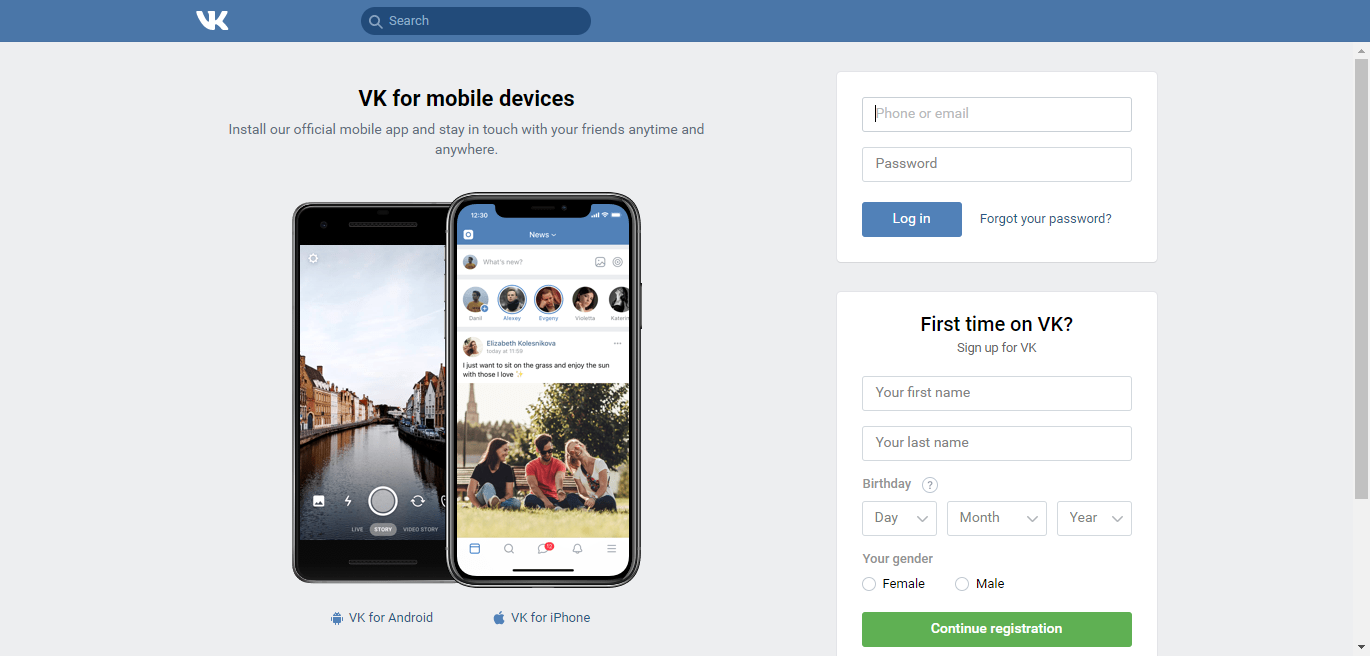 VK
Search
VK for mobile devices
Install our official mobile app and stay in touch with your friends anytime and
anywhere.
12:30
News
What's new?
Danil
Alexey
Evgeny
Violetta
Katerin
Elizabeth Kolesnikova
today at 11:59
I just want to sit on the grass and enjoy the sun
with those I love ✨
LIVE
STORY
VIDEO STORY
VK for Android
VK for iPhone
Phone or email
Password
Log in
Forgot your password?
First time on VK?
Sign up for VK
Your first name
Your last name
Birthday ?
Day
Month
Year
Your gender
Female
Male
Continue registration